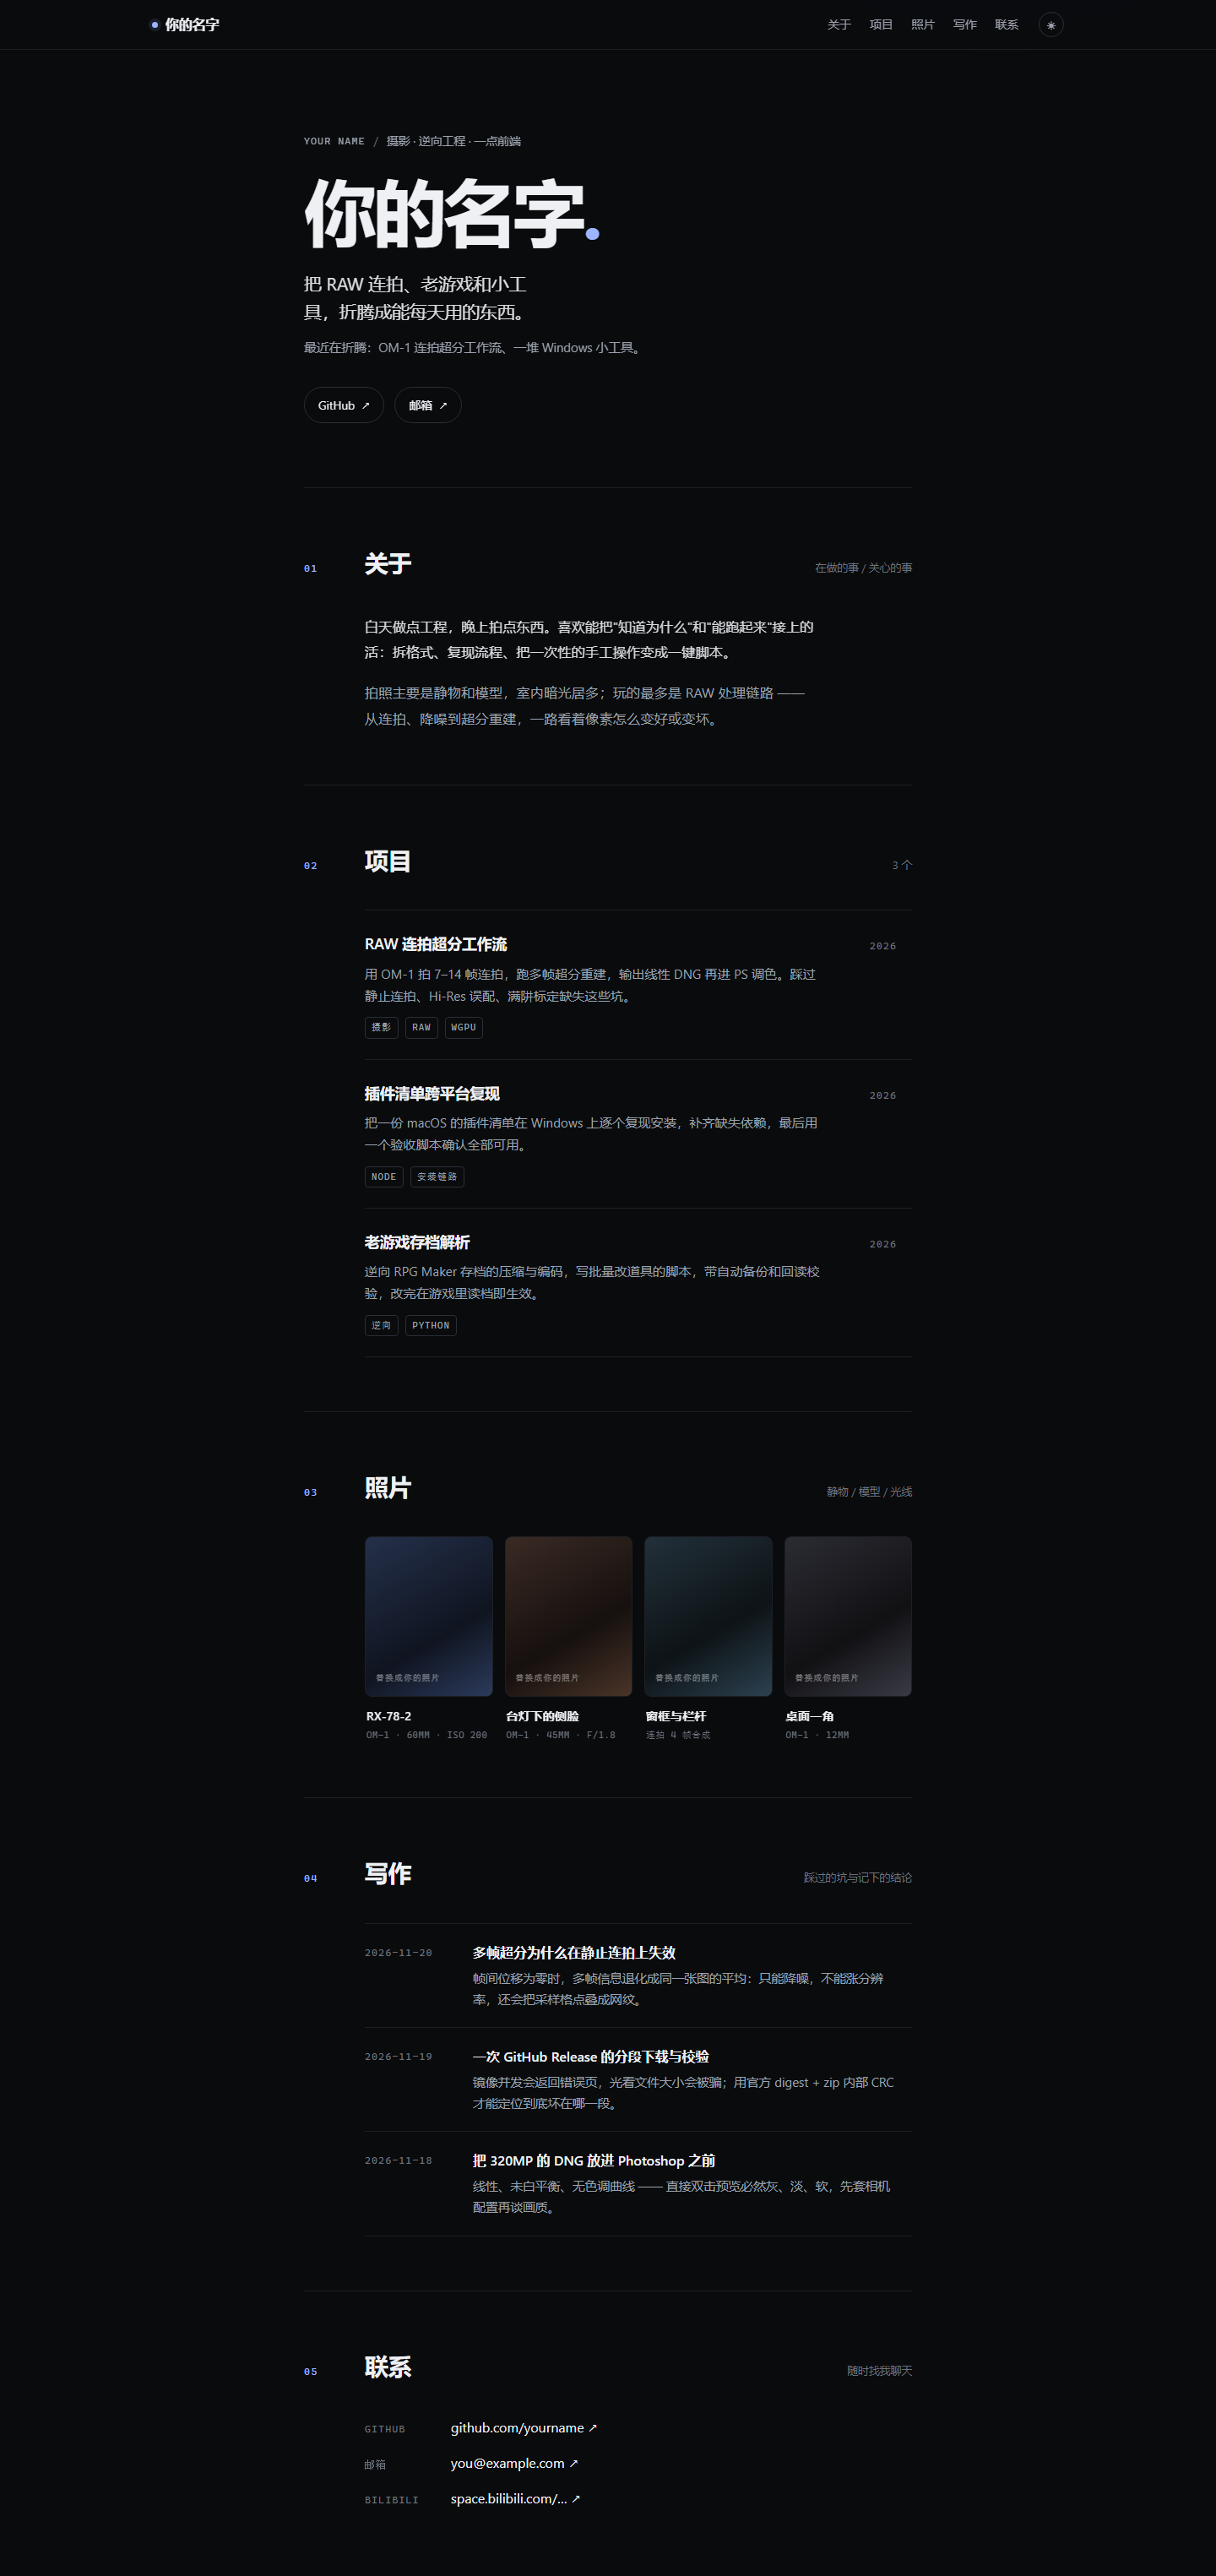 你的名字
关于 项目 照片 写作 联系
YOUR NAME / 摄影 · 逆向工程 · 一点前端
你的名字.
把 RAW 连拍、老游戏和小工
具，折腾成能每天用的东西。
最近在折腾：OM-1 连拍超分工作流、一堆 Windows 小工具。
GitHub ↗ 邮箱 ↗
01 关于 在做的事 / 关心的事
白天做点工程，晚上拍点东西。喜欢能把"知道为什么"和"能跑起来"接上的
活：拆格式、复现流程、把一次性的手工操作变成一键脚本。
拍照主要是静物和模型，室内暗光居多；玩的最多是 RAW 处理链路 ——
从连拍、降噪到超分重建，一路看着像素怎么变好或变坏。
02 项目 3 个
RAW 连拍超分工作流 2026
用 OM-1 拍 7–14 帧连拍，跑多帧超分重建，输出线性 DNG 再进 PS 调色。踩过
静止连拍、Hi-Res 误配、满阱标定缺失这些坑。
摄影 RAW WGPU
插件清单跨平台复现 2026
把一份 macOS 的插件清单在 Windows 上逐个复现安装，补齐缺失依赖，最后用
一个验收脚本确认全部可用。
NODE 安装链路
老游戏存档解析 2026
逆向 RPG Maker 存档的压缩与编码，写批量改道具的脚本，带自动备份和回读校
验，改完在游戏里读档即生效。
逆向 PYTHON
03 照片 静物 / 模型 / 光线
替换成你的照片 替换成你的照片 替换成你的照片 替换成你的照片
RX-78-2 台灯下的侧脸 窗框与栏杆 桌面一角
OM-1 · 60MM · ISO 200 OM-1 · 45MM · F/1.8 连拍 4 帧合成 OM-1 · 12MM
04 写作 踩过的坑与记下的结论
2026-11-20 多帧超分为什么在静止连拍上失效
帧间位移为零时，多帧信息退化成同一张图的平均：只能降噪，不能涨分辨
率，还会把采样格点叠成网纹。
2026-11-19 一次 GitHub Release 的分段下载与校验
镜像并发会返回错误页，光看文件大小会被骗；用官方 digest + zip 内部 CRC
才能定位到底坏在哪一段。
2026-11-18 把 320MP 的 DNG 放进 Photoshop 之前
线性、未白平衡、无色调曲线 —— 直接双击预览必然灰、淡、软，先套相机
配置再谈画质。
05 联系 随时找我聊天
GITHUB github.com/yourname ↗
邮箱 you@example.com ↗
BILIBILI space.bilibili.com/... ↗